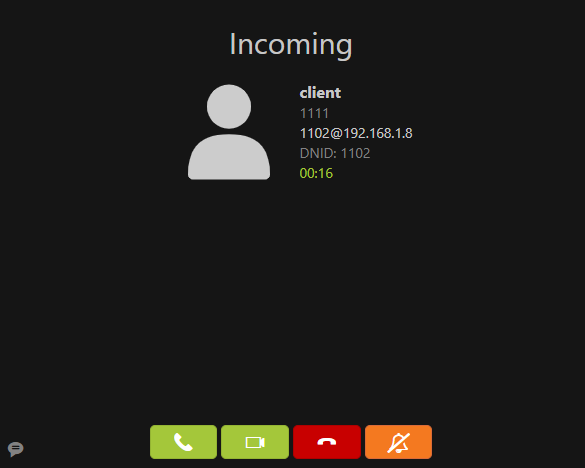 Incoming
client
1111
1102@192.168.1.8
DNID: 1102
00:16